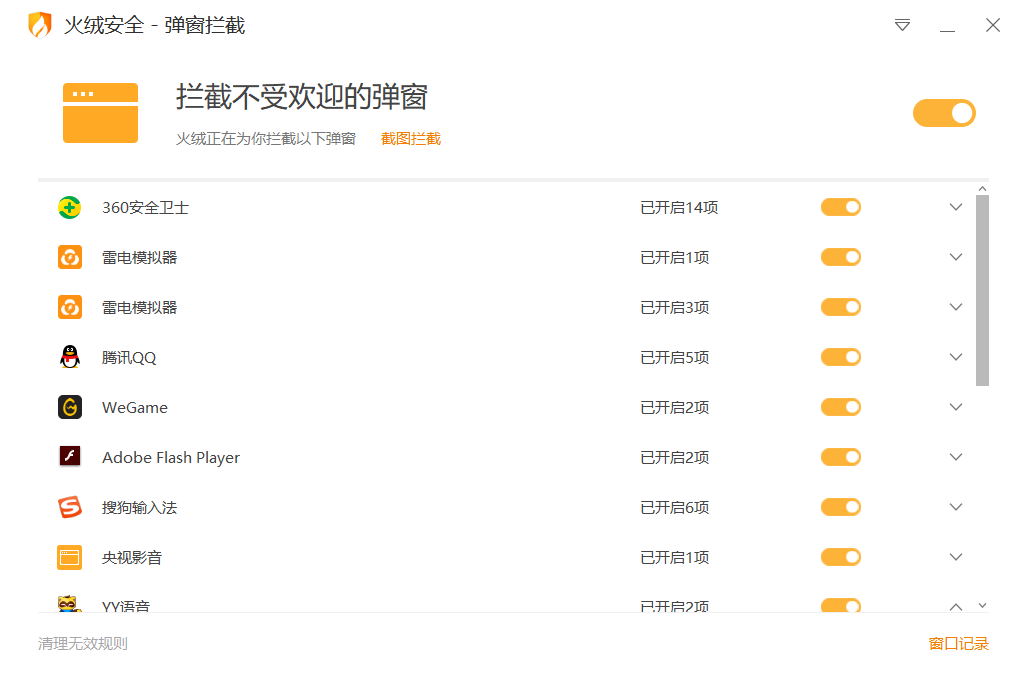 火绒安全 - 弹窗拦截
拦截不受欢迎的弹窗
火绒正在为你拦截以下弹窗 截图拦截
360安全卫士 已开启14项
雷电模拟器 已开启1项
雷电模拟器 已开启3项
腾讯QQ 已开启5项
WeGame 已开启2项
Adobe Flash Player 已开启2项
搜狗输入法 已开启6项
央视影音 已开启1项
YY语音 已开启2项
清理无效规则 窗口记录